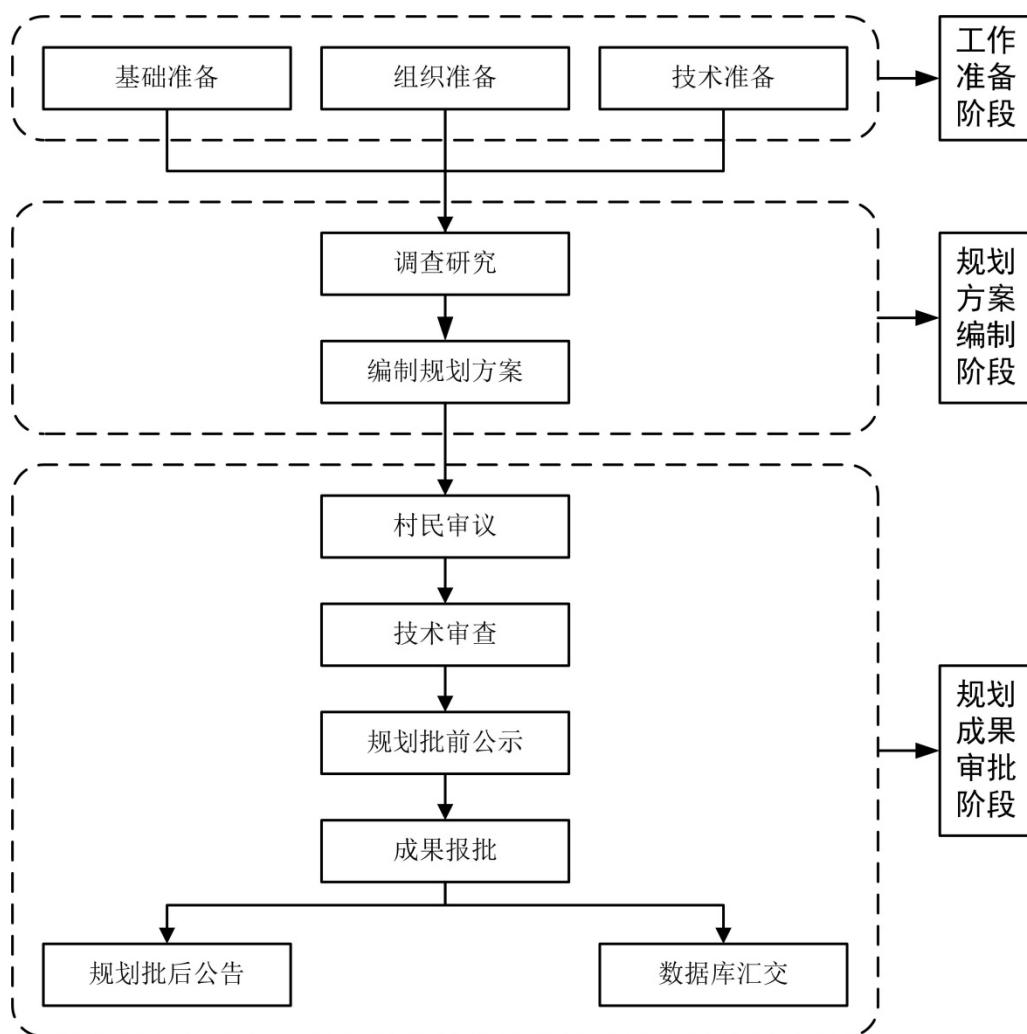 基础准备
组织准备
技术准备
工作
准备
阶段
调查研究
编制规划方案
规划
方案
编制
阶段
村民审议
技术审查
规划批前公示
成果报批
规划批后公告
数据库汇交
规划
成果
审批
阶段